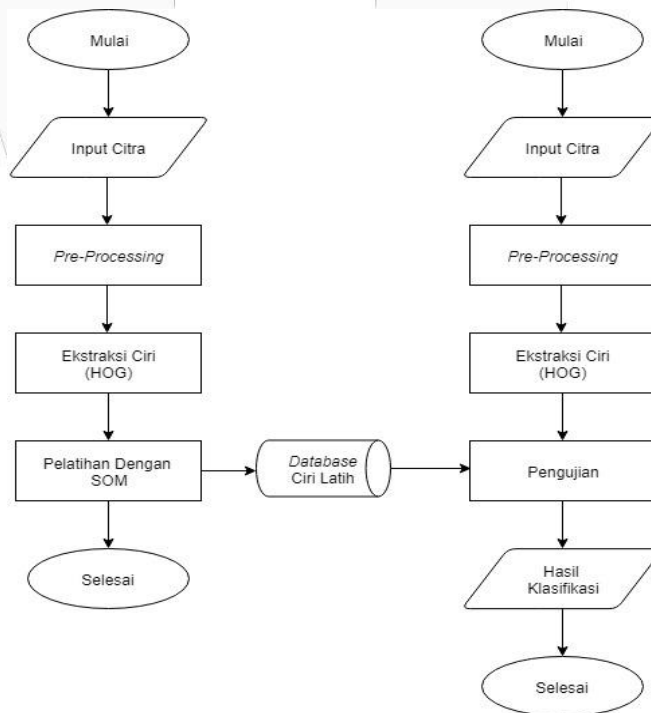 Mulai
Input Citra
Pre-Processing
Ekstraksi Ciri
(HOG)
Pelatihan Dengan
SOM
Selesai
Database
Ciri Latih
Mulai
Input Citra
Pre-Processing
Ekstraksi Ciri
(HOG)
Pengujian
Hasil
Klasifikasi
Selesai